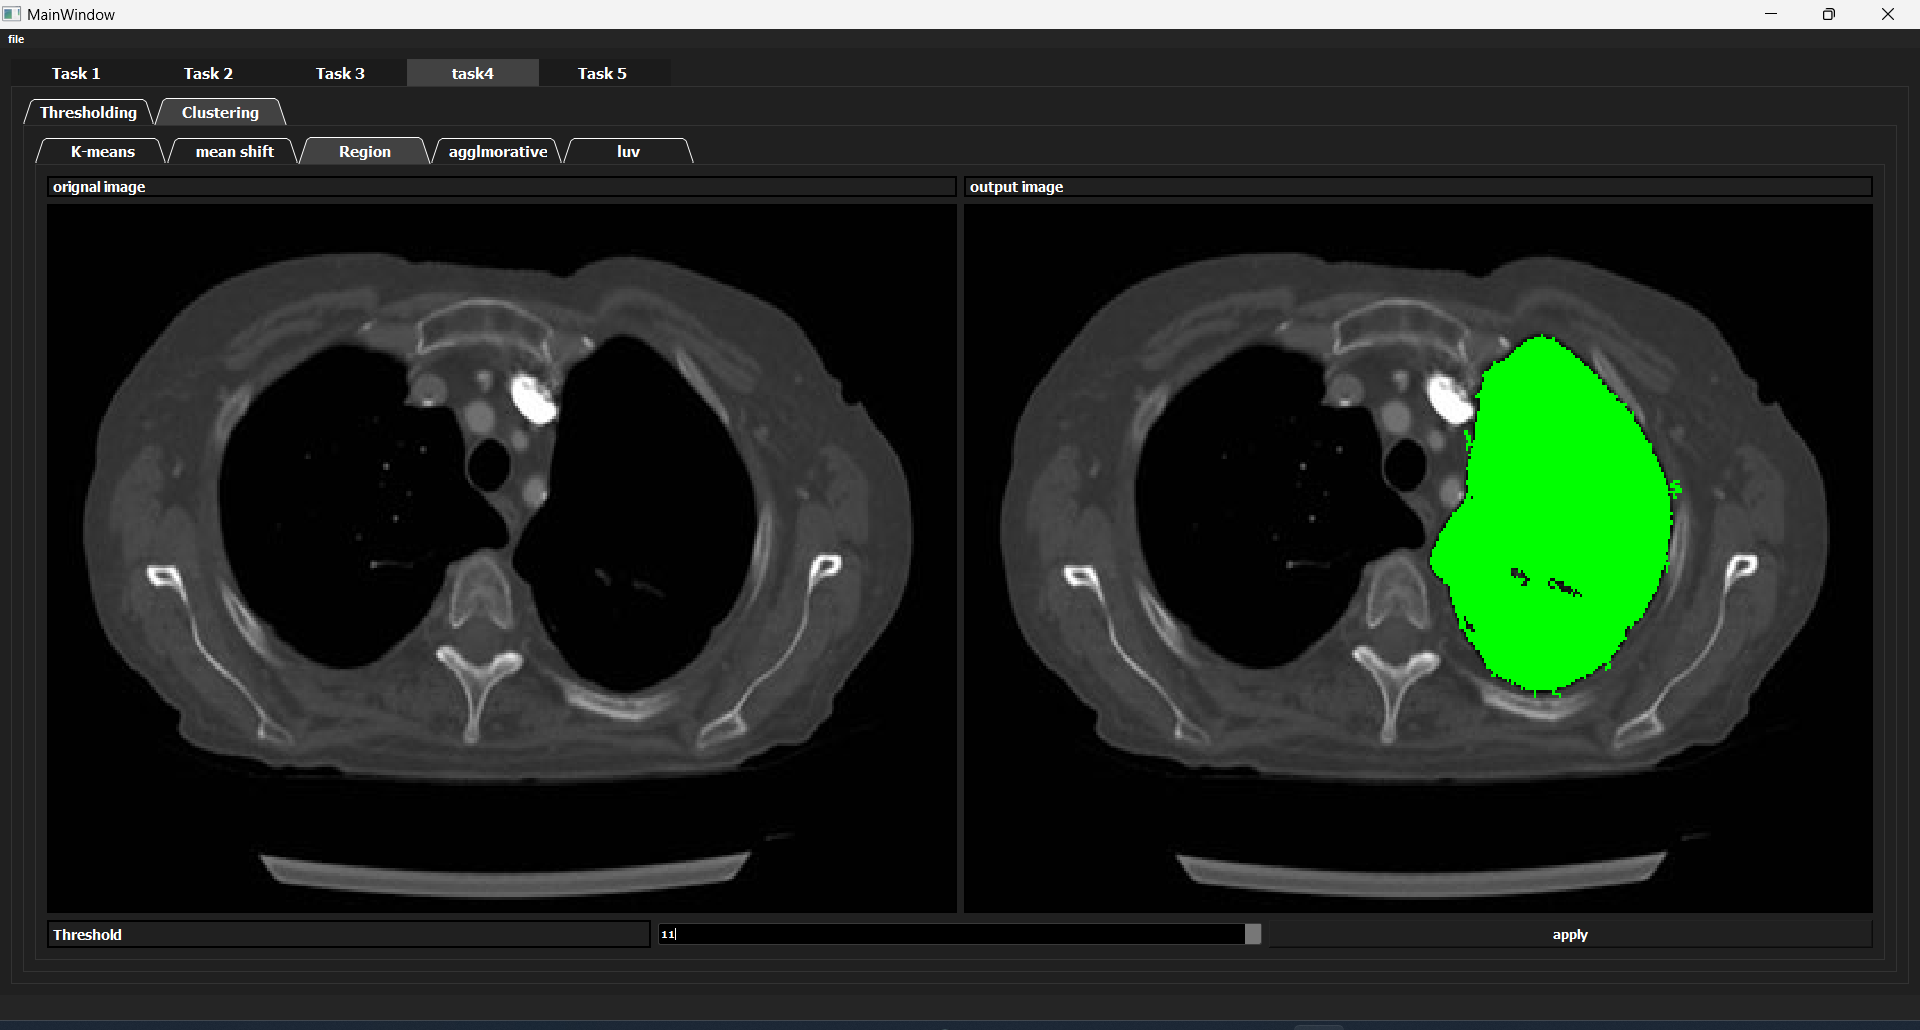 MainWindow
file
Task 1 Task 2 Task 3 task4 Task 5
Thresholding Clustering
K-means mean shift Region agglmorative luv
orignal image output image
Threshold 11 apply